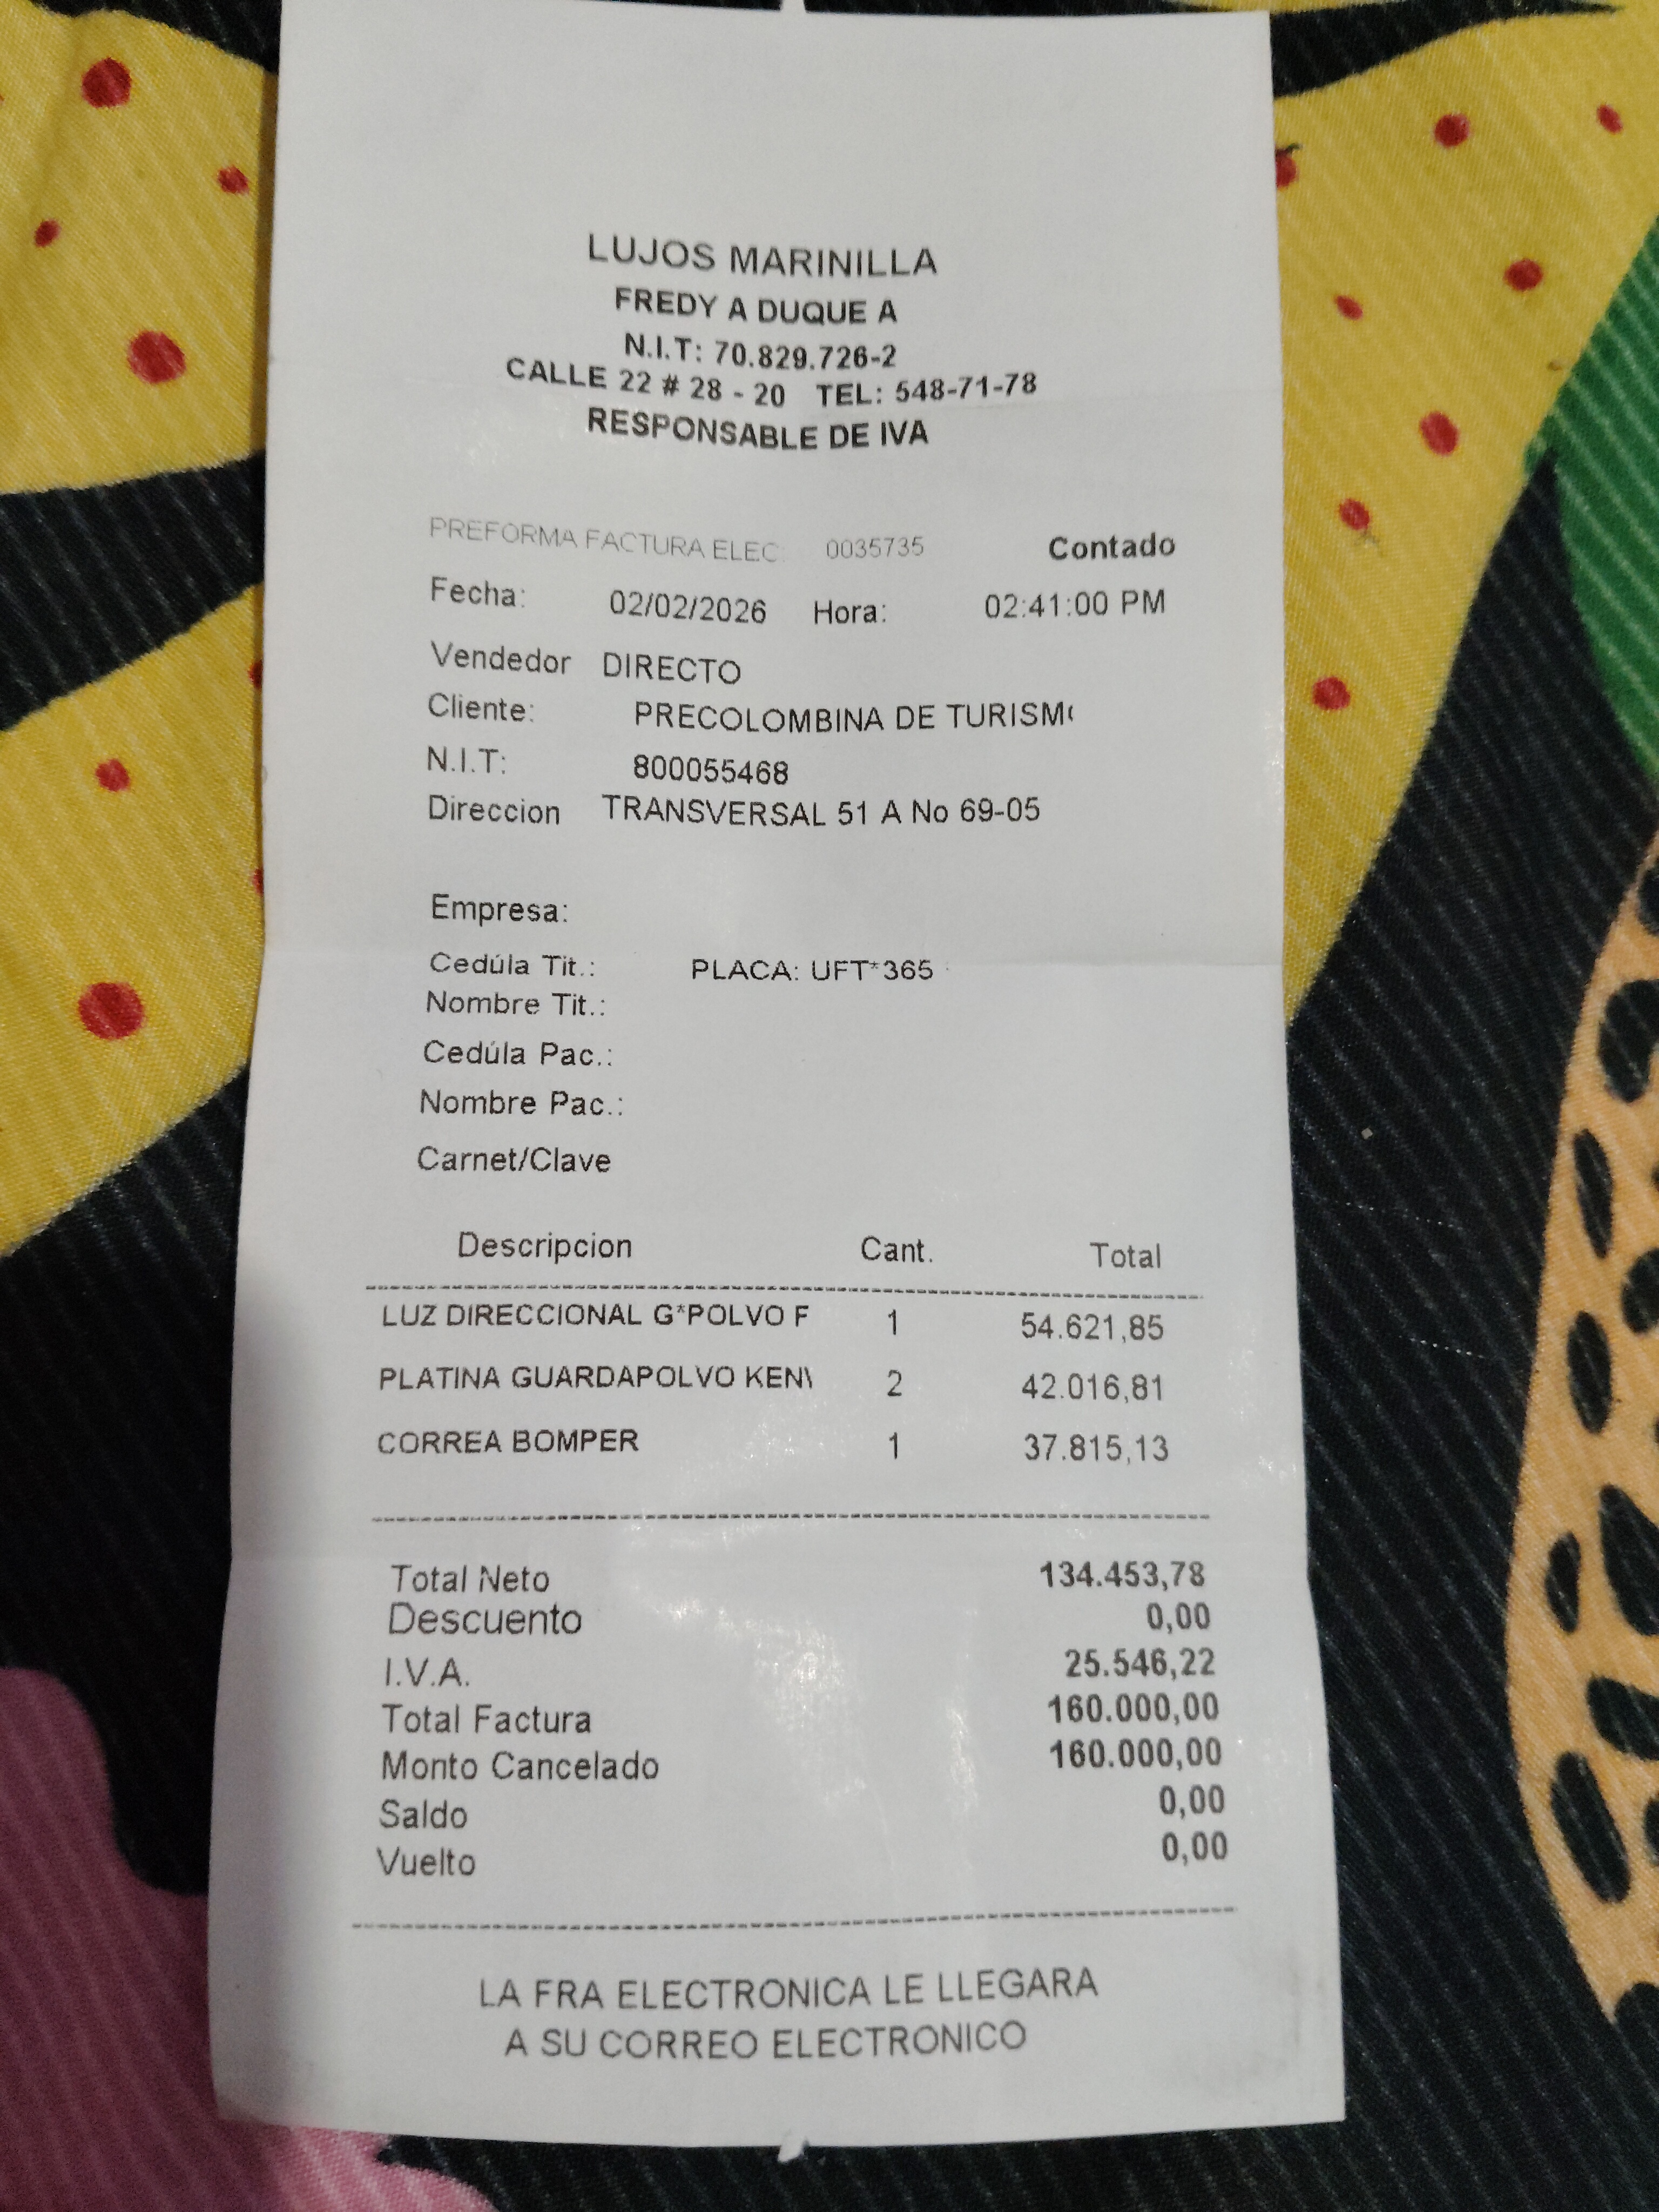 LUJOS MARINILLA
FREDY A DUQUE A
N.I.T: 70.829.726-2
CALLE 22 # 28 - 20 TEL: 548-71-78
RESPONSABLE DE IVA
PREFORMA FACTURA ELEC 0035735 Contado
Fecha: 02/02/2026 Hora: 02:41:00 PM
Vendedor DIRECTO
Cliente: PRECOLOMBINA DE TURISM
N.I.T: 800055468
Direccion TRANSVERSAL 51 A No 69-05
Empresa:
Cedúla Tit.: PLACA: UFT*365
Nombre Tit.:
Cedúla Pac.:
Nombre Pac.:
Carnet/Clave
Descripcion Cant. Total
LUZ DIRECCIONAL G*POLVO F 1 54.621,85
PLATINA GUARDAPOLVO KEN 2 42.016,81
CORREA BOMPER 1 37.815,13
Total Neto 134.453,78
Descuento 0,00
I.V.A. 25.546,22
Total Factura 160.000,00
Monto Cancelado 160.000,00
Saldo 0,00
Vuelto 0,00
LA FRA ELECTRONICA LE LLEGARA
A SU CORREO ELECTRONICO